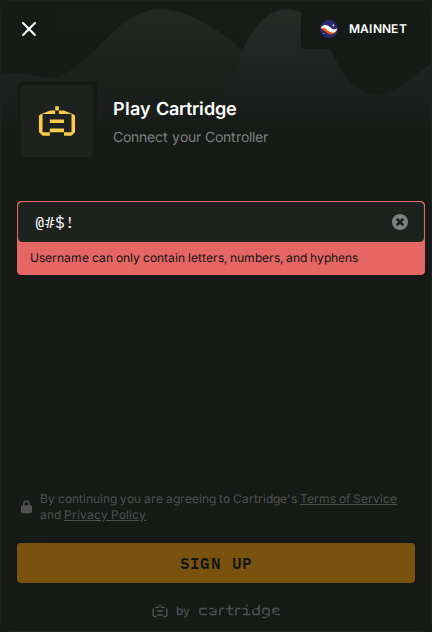 MAINNET
Play Cartridge
Connect your Controller
@#$!
Username can only contain letters, numbers, and hyphens
By continuing you are agreeing to Cartridge's Terms of Service
and Privacy Policy
SIGN UP
by cartridge